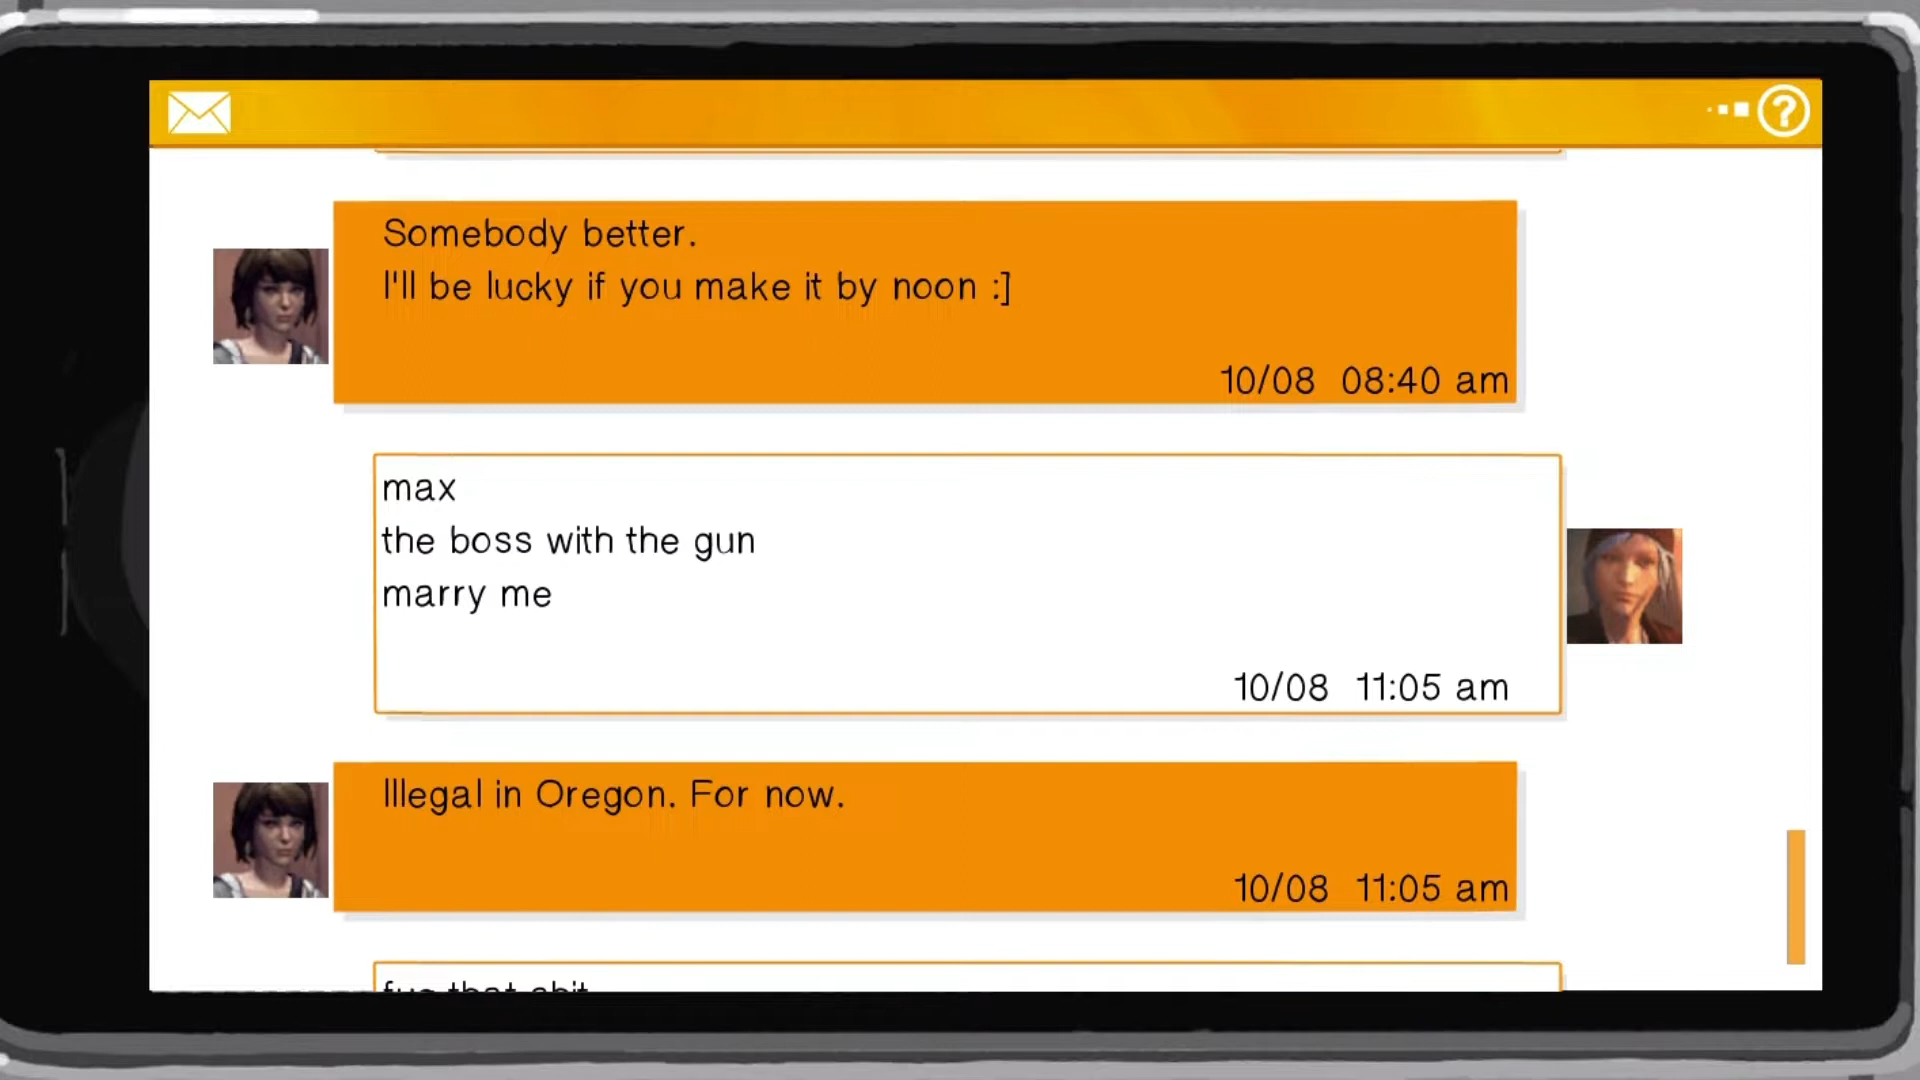 Somebody better.
I'll be lucky if you make it by noon :]
10/08 08:40 am
max
the boss with the gun
marry me
10/08 11:05 am
Illegal in Oregon. For now.
10/08 11:05 am
that